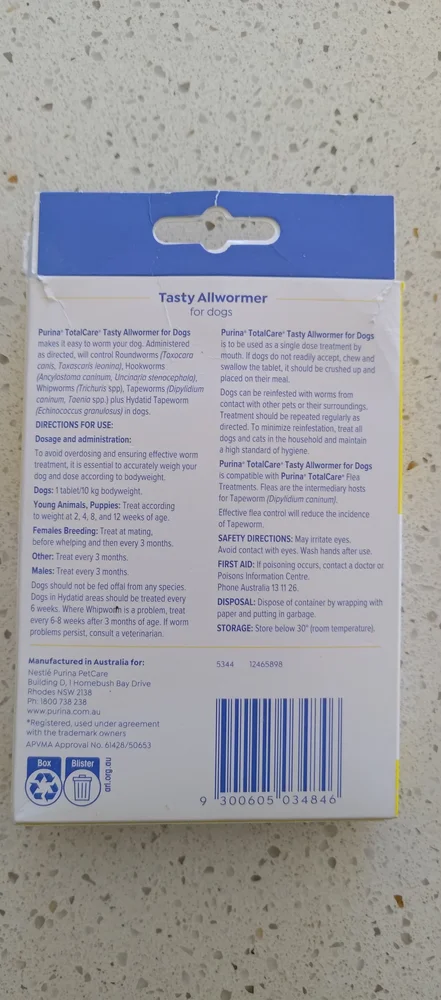 Tasty Allwormer
for dogs
Purina® TotalCare® Tasty Allwormer for Dogs
makes it easy to worm your dog. Administered
as directed, will control Roundworms (Toxocara
canis, Toxascaris leonina), Hookworms
(Ancylostoma caninum, Uncinaria stenocephala),
Whipworms (Trichuris spp), Tapeworms (Dipylidium
caninum, Taenia spp.) plus Hydatid Tapeworm
(Echinococcus granulosus) in dogs.
DIRECTIONS FOR USE:
Dosage and administration:
To avoid overdosing and ensuring effective worm
treatment, it is essential to accurately weigh your
dog and dose according to bodyweight.
Dogs: 1 tablet/10 kg bodyweight.
Young Animals, Puppies: Treat according
to weight at 2, 4, 8, and 12 weeks of age.
Females Breeding: Treat at mating,
before whelping and then every 3 months.
Other: Treat every 3 months.
Males: Treat every 3 months.
Dogs should not be fed offal from any species.
Dogs in Hydatid areas should be treated every
6 weeks. Where Whipworm is a problem, treat
every 6-8 weeks after 3 months of age. If worm
problems persist, consult a veterinarian.
Purina® TotalCare® Tasty Allwormer for Dogs
is to be used as a single dose treatment by
mouth. If dogs do not readily accept, chew and
swallow the tablet, it should be crushed up and
placed on their meal.
Dogs can be reinfested with worms from
contact with other pets or their surroundings.
Treatment should be repeated regularly as
directed. To minimize reinfestation, treat all
dogs and cats in the household and maintain
a high standard of hygiene.
Purina® TotalCare® Tasty Allwormer for Dogs
is compatible with Purina® TotalCare® Flea
Treatments. Fleas are the intermediary hosts
for Tapeworm (Dipylidium caninum).
Effective flea control will reduce the incidence
of Tapeworm.
SAFETY DIRECTIONS: May irritate eyes.
Avoid contact with eyes. Wash hands after use.
FIRST AID: If poisoning occurs, contact a doctor or
Poisons Information Centre.
Phone Australia 13 11 26.
DISPOSAL: Dispose of container by wrapping with
paper and putting in garbage.
STORAGE: Store below 30° (room temperature).
Manufactured in Australia for:
Nestlé Purina PetCare
Building D, 1 Homebush Bay Drive
Rhodes NSW 2138
Ph: 1800 738 238
www.purina.com.au
*Registered, used under agreement
with the trademark owners
APVMA Approval No. 61428/50653
Box
Blister
arl.org.au
5344 12465898
9 300605 034846